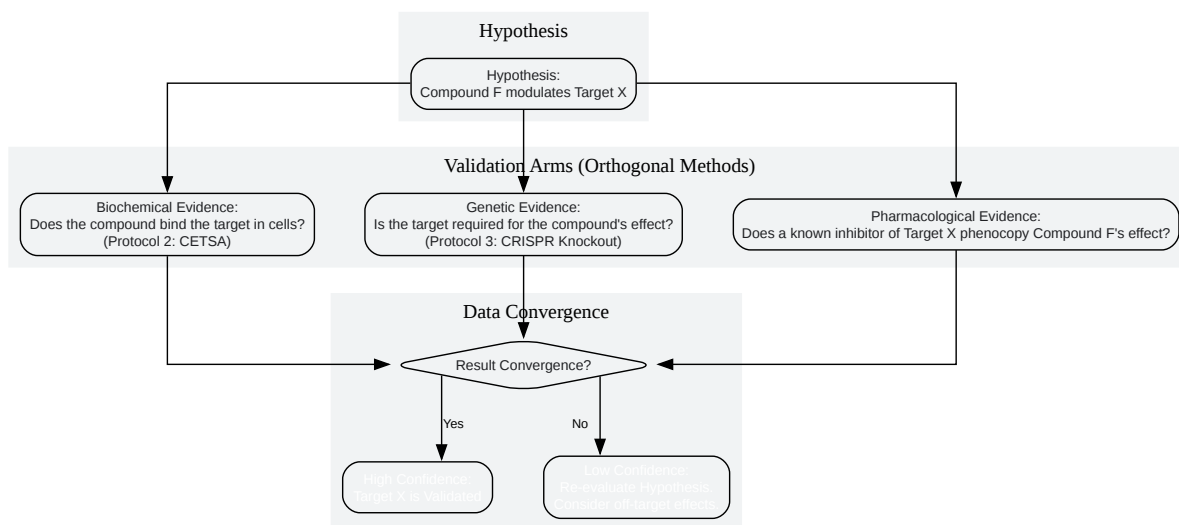 Hypothesis
Hypothesis:
Compound F modulates Target X
Validation Arms (Orthogonal Methods)
Biochemical Evidence:
Does the compound bind the target in cells?
(Protocol 2: CETSA)
Genetic Evidence:
Is the target required for the compound's effect?
(Protocol 3: CRISPR Knockout)
Pharmacological Evidence:
Does a known inhibitor of Target X phenocopy Compound F's effect?
Data Convergence
Result Convergence?
Yes
No
High Confidence:
Target X is Validated
Low Confidence:
Re-evaluate Hypothesis.
Consider off-target effects.